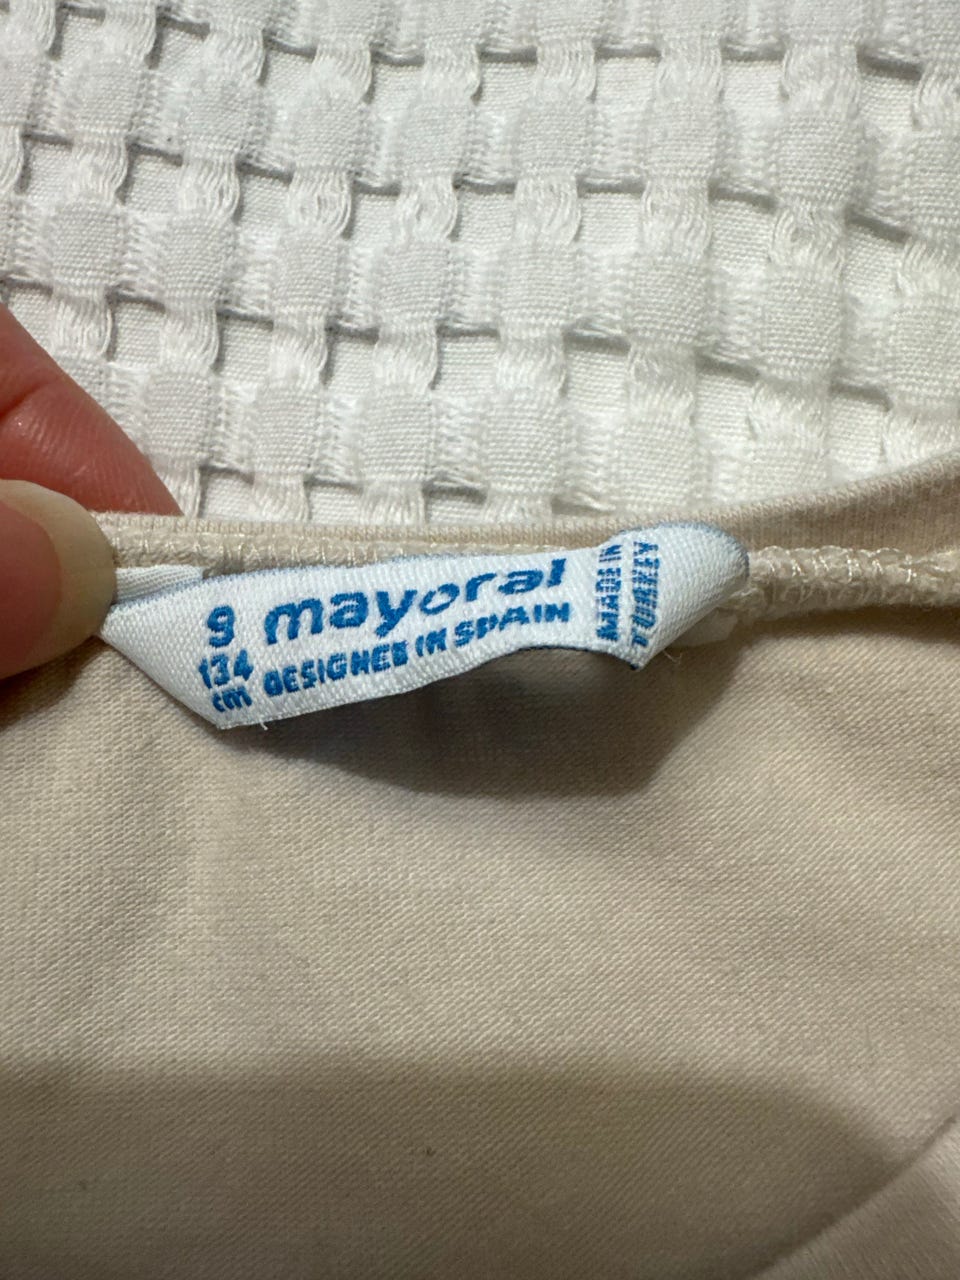 9
134
cm
mayoral
DESIGNED IN SPAIN
MADE IN
TURKEY